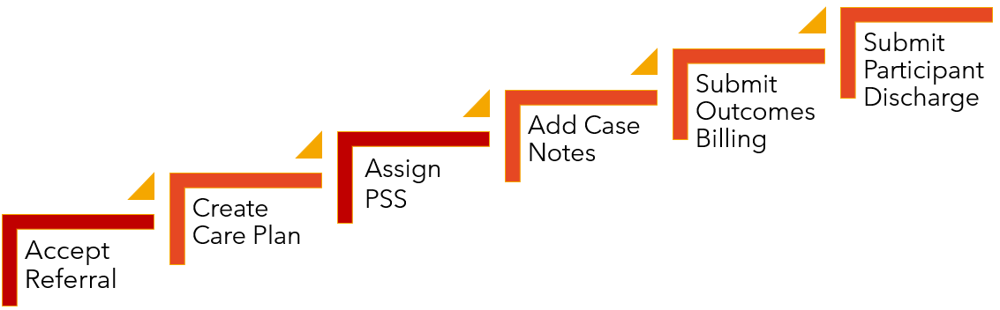 Accept
Referral
Create
Care Plan
Assign
PSS
Add Case
Notes
Submit
Outcomes
Billing
Submit
Participant
Discharge